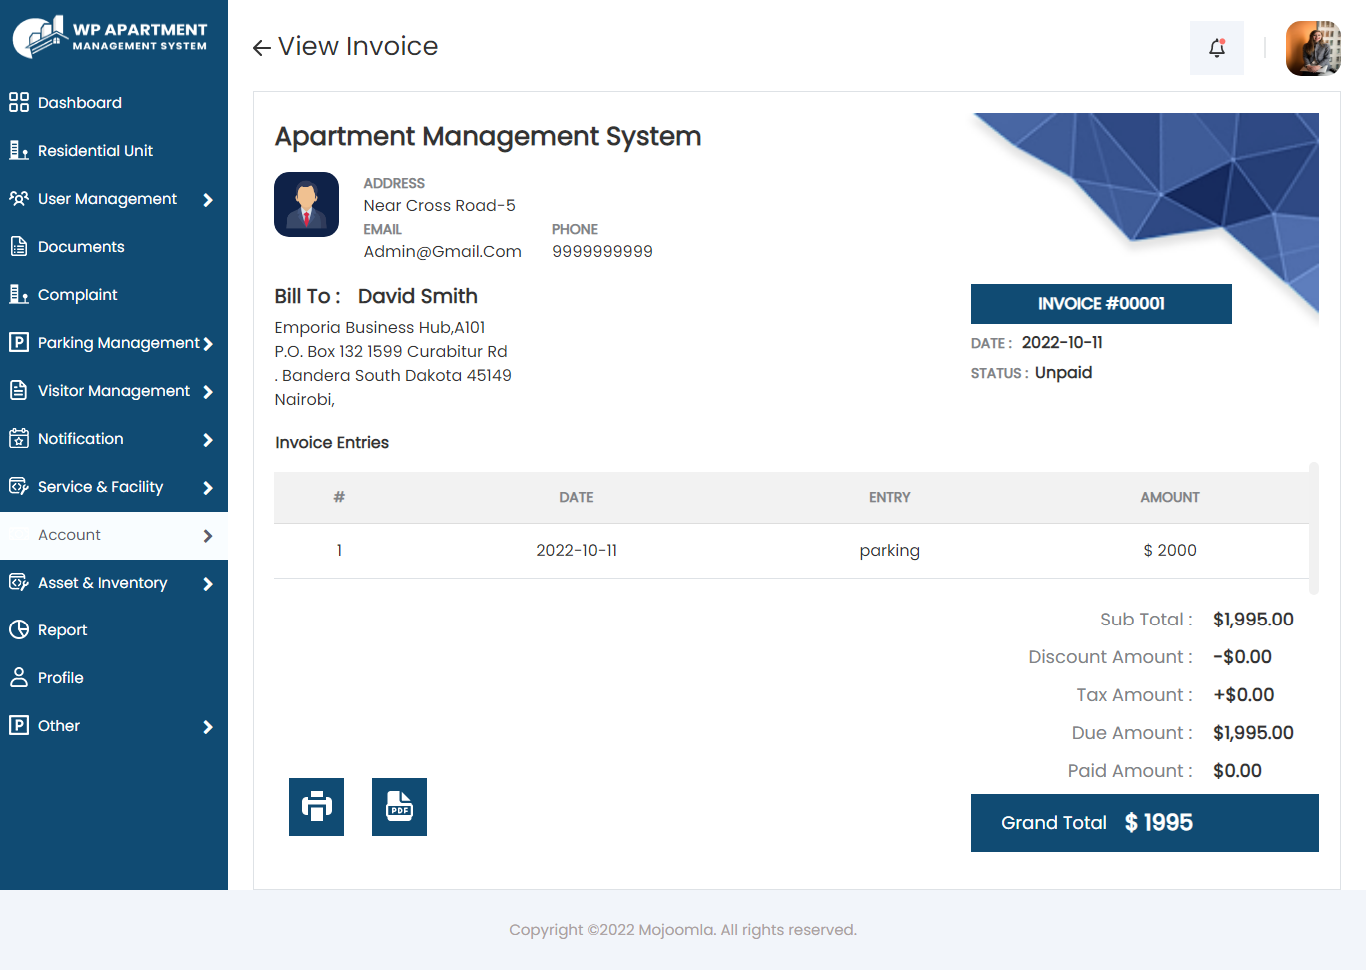 WP APARTMENT
MANAGEMENT SYSTEM
Dashboard
Residential Unit
User Management
Documents
Complaint
Parking Management
Visitor Management
Notification
Service & Facility
Account
Asset & Inventory
Report
Profile
Other
View Invoice
Apartment Management System
ADDRESS
Near Cross Road-5
EMAIL PHONE
Admin@Gmail.Com 9999999999
Bill To : David Smith
Emporia Business Hub,A101
P.O. Box 132 1599 Curabitur Rd
. Bandera South Dakota 45149
Nairobi,
INVOICE #00001
DATE : 2022-10-11
STATUS : Unpaid
Invoice Entries
# DATE ENTRY AMOUNT
1 2022-10-11 parking $ 2000
Sub Total : $1,995.00
Discount Amount : -$0.00
Tax Amount : +$0.00
Due Amount : $1,995.00
Paid Amount : $0.00
PDF
Grand Total $ 1995
Copyright ©2022 Mojoomla. All rights reserved.